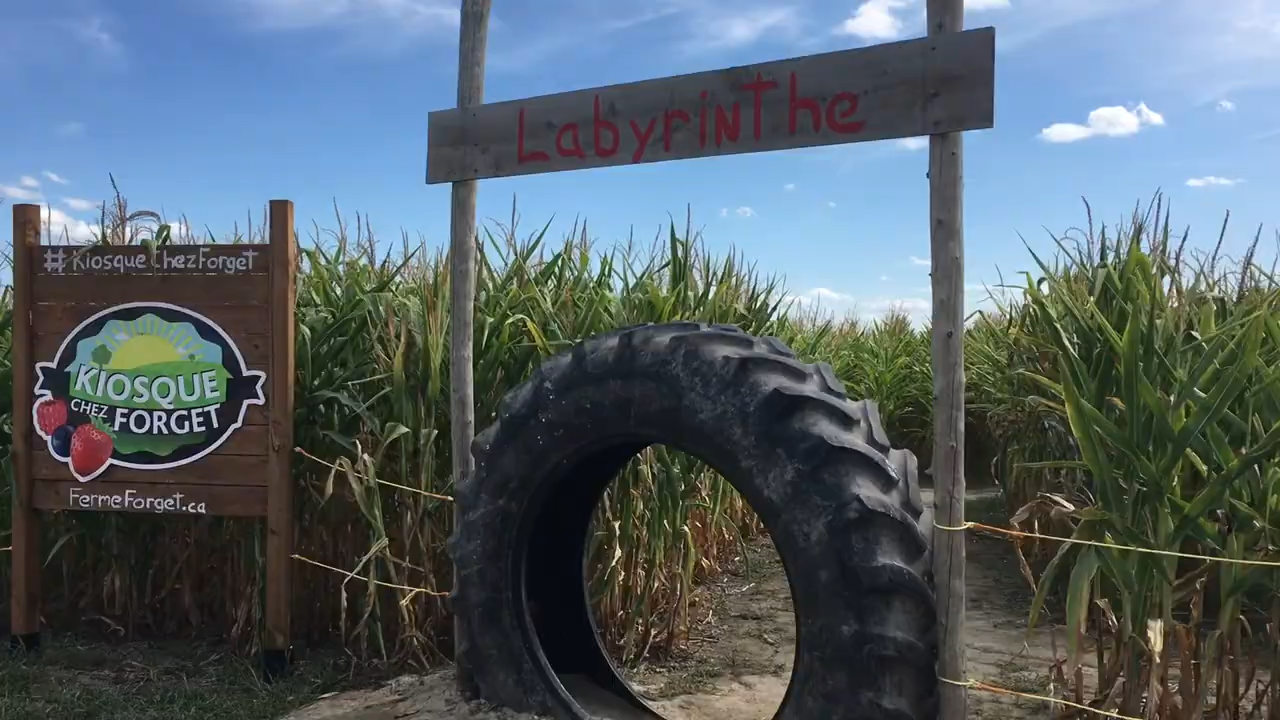 Labyrinthe
#KiosqueChezForget
KIOSQUE
CHEZ FORGET
FermeForget.ca